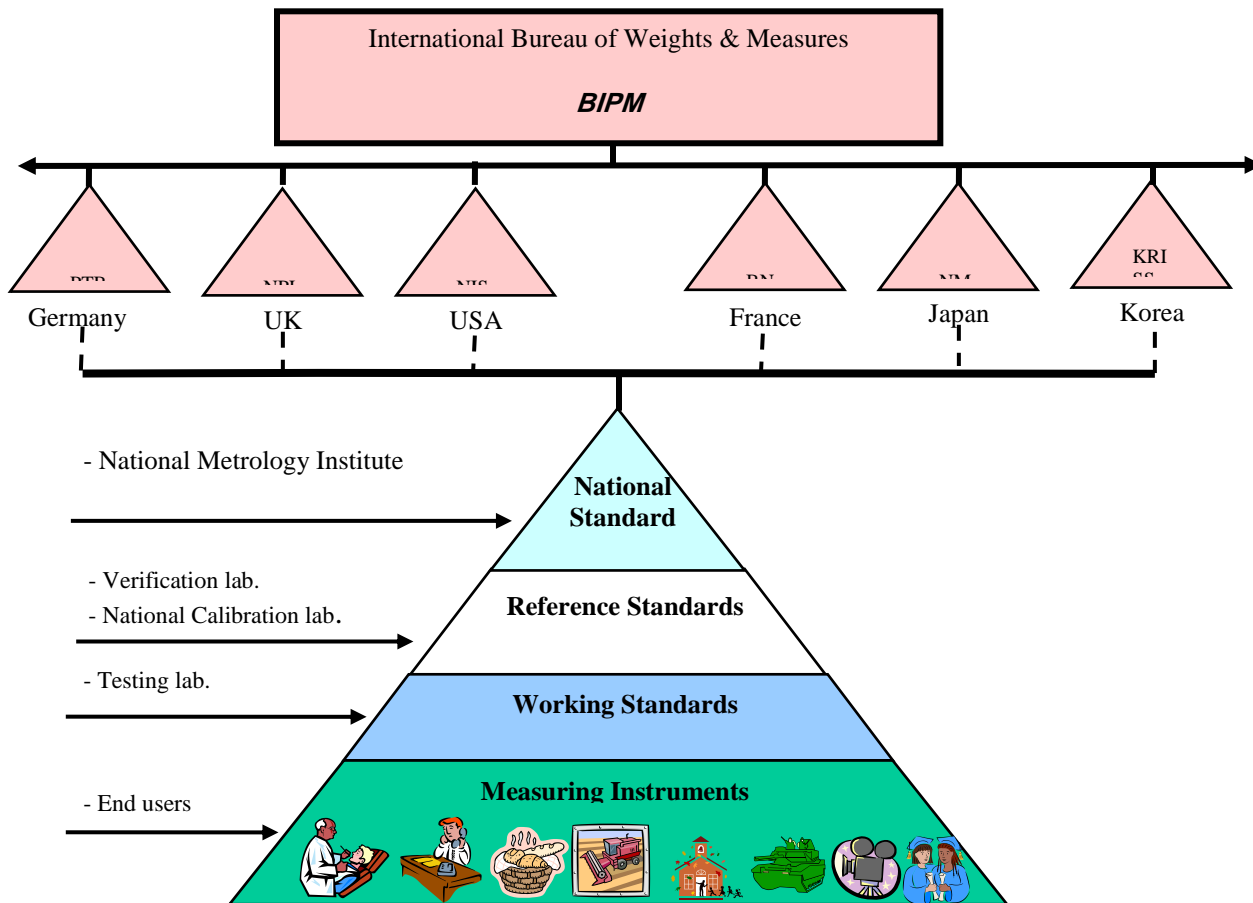 International Bureau of Weights & Measures
BIPM
KRI
Germany
UK
USA
France
Japan
Korea
- National Metrology Institute
National
Standard
- Verification lab.
- National Calibration lab.
Reference Standards
- Testing lab.
Working Standards
Measuring Instruments
- End users